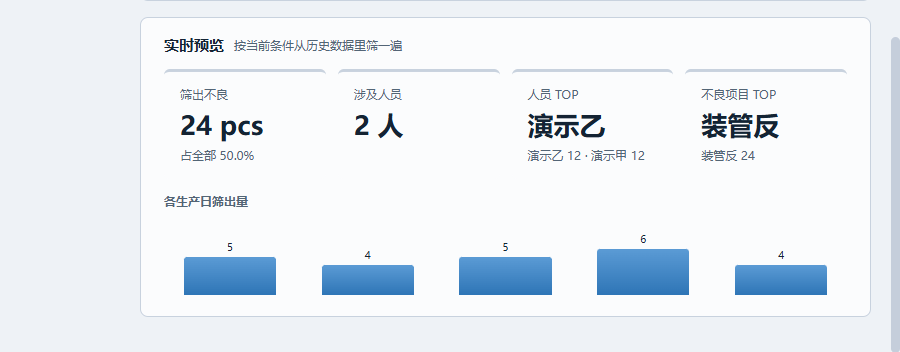 实时预览 按当前条件从历史数据里筛一遍
筛出不良 涉及人员 人员 TOP 不良项目 TOP
24 pcs 2 人 演示乙 装管反
占全部 50.0% 演示乙 12 · 演示甲 12 装管反 24
各生产日筛出量
5 4 5 6 4